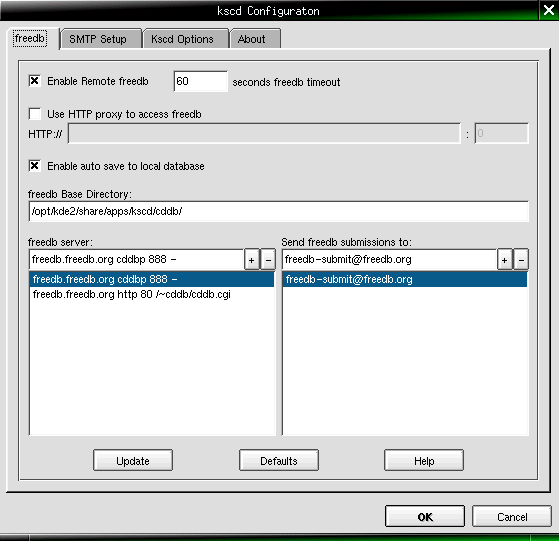 kscd Configuraton
freedb SMTP Setup Kscd Options About
Enable Remote freedb 60 seconds freedb timeout
Use HTTP proxy to access freedb
HTTP:// : 0
Enable auto save to local database
freedb Base Directory:
/opt/kde2/share/apps/kscd/cddb/
freedb server: Send freedb submissions to:
freedb.freedb.org cddbp 888 - + - freedb-submit@freedb.org + -
freedb.freedb.org cddbp 888 - freedb-submit@freedb.org
freedb.freedb.org http 80 /~cddb/cddb.cgi
Update Defaults Help
OK Cancel